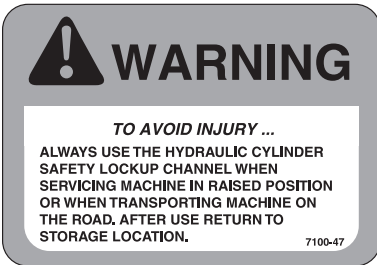 WARNING
TO AVOID INJURY ...
ALWAYS USE THE HYDRAULIC CYLINDER
SAFETY LOCKUP CHANNEL WHEN
SERVICING MACHINE IN RAISED POSITION
OR WHEN TRANSPORTING MACHINE ON
THE ROAD. AFTER USE RETURN TO
STORAGE LOCATION.
7100-47